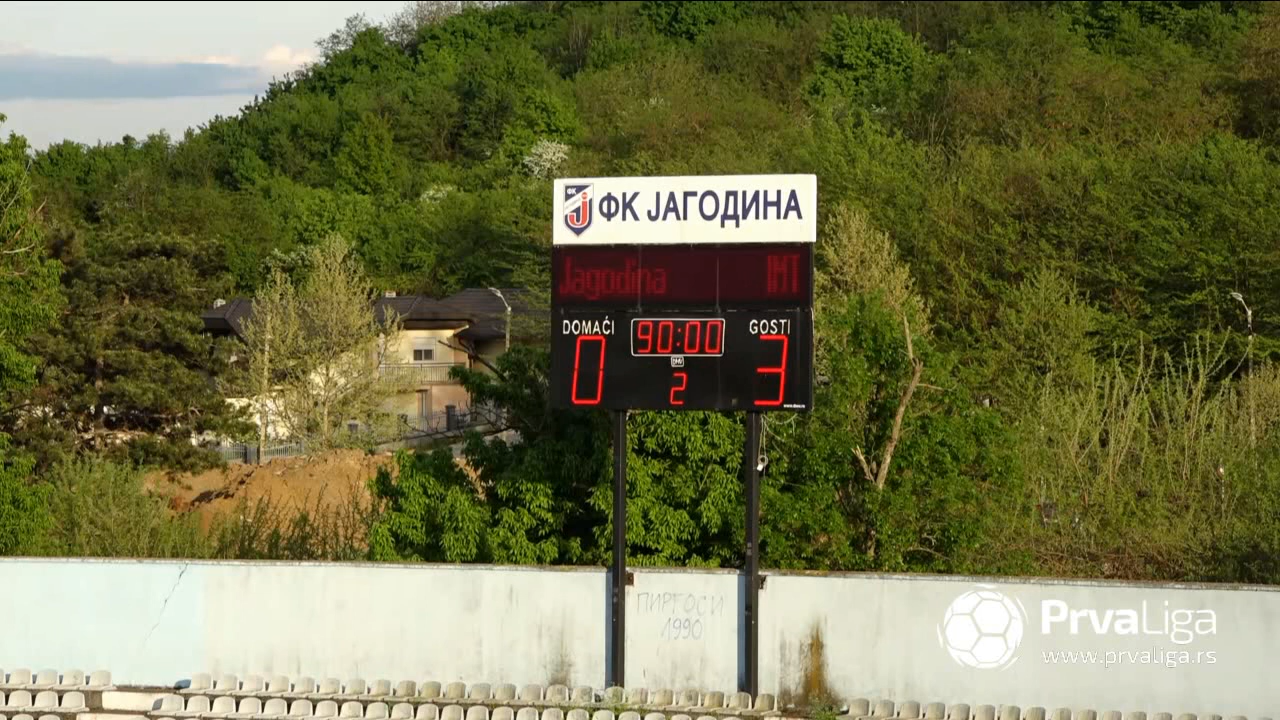 ФК ЈАГОДИНА
Jagodina IMT
DOMAĆI 90:00 GOSTI
0 2 3
ПИРГОСИ
1990
PrvaLiga
www.prvaliga.rs